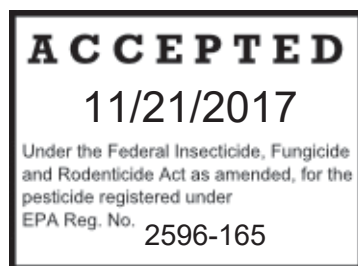 ACCEPTED
11/21/2017
Under the Federal Insecticide, Fungicide
and Rodenticide Act as amended, for the
pesticide registered under
EPA Reg. No. 2596-165